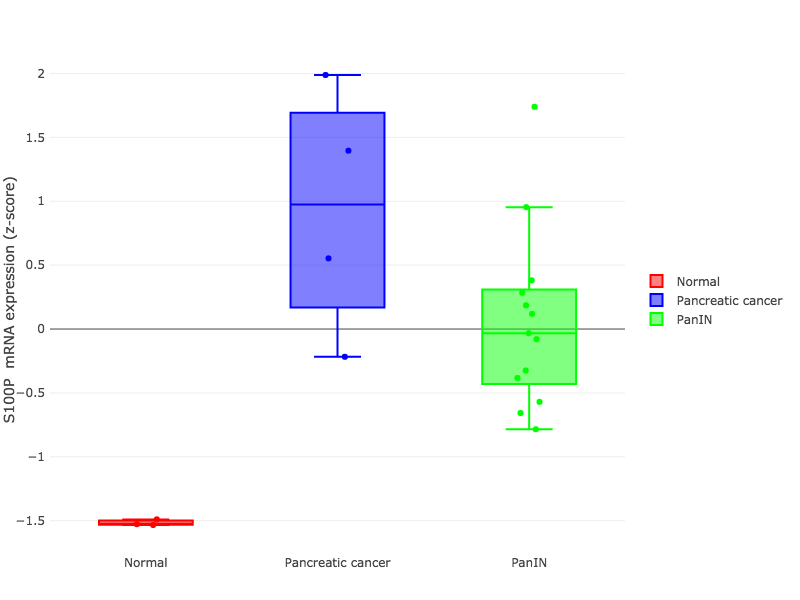 S100P  mRNA expression (z-score)
2
1.5
1
0.5
0
−0.5
−1
−1.5
Normal
Pancreatic cancer
PanIN
Normal
Pancreatic cancer
PanIN